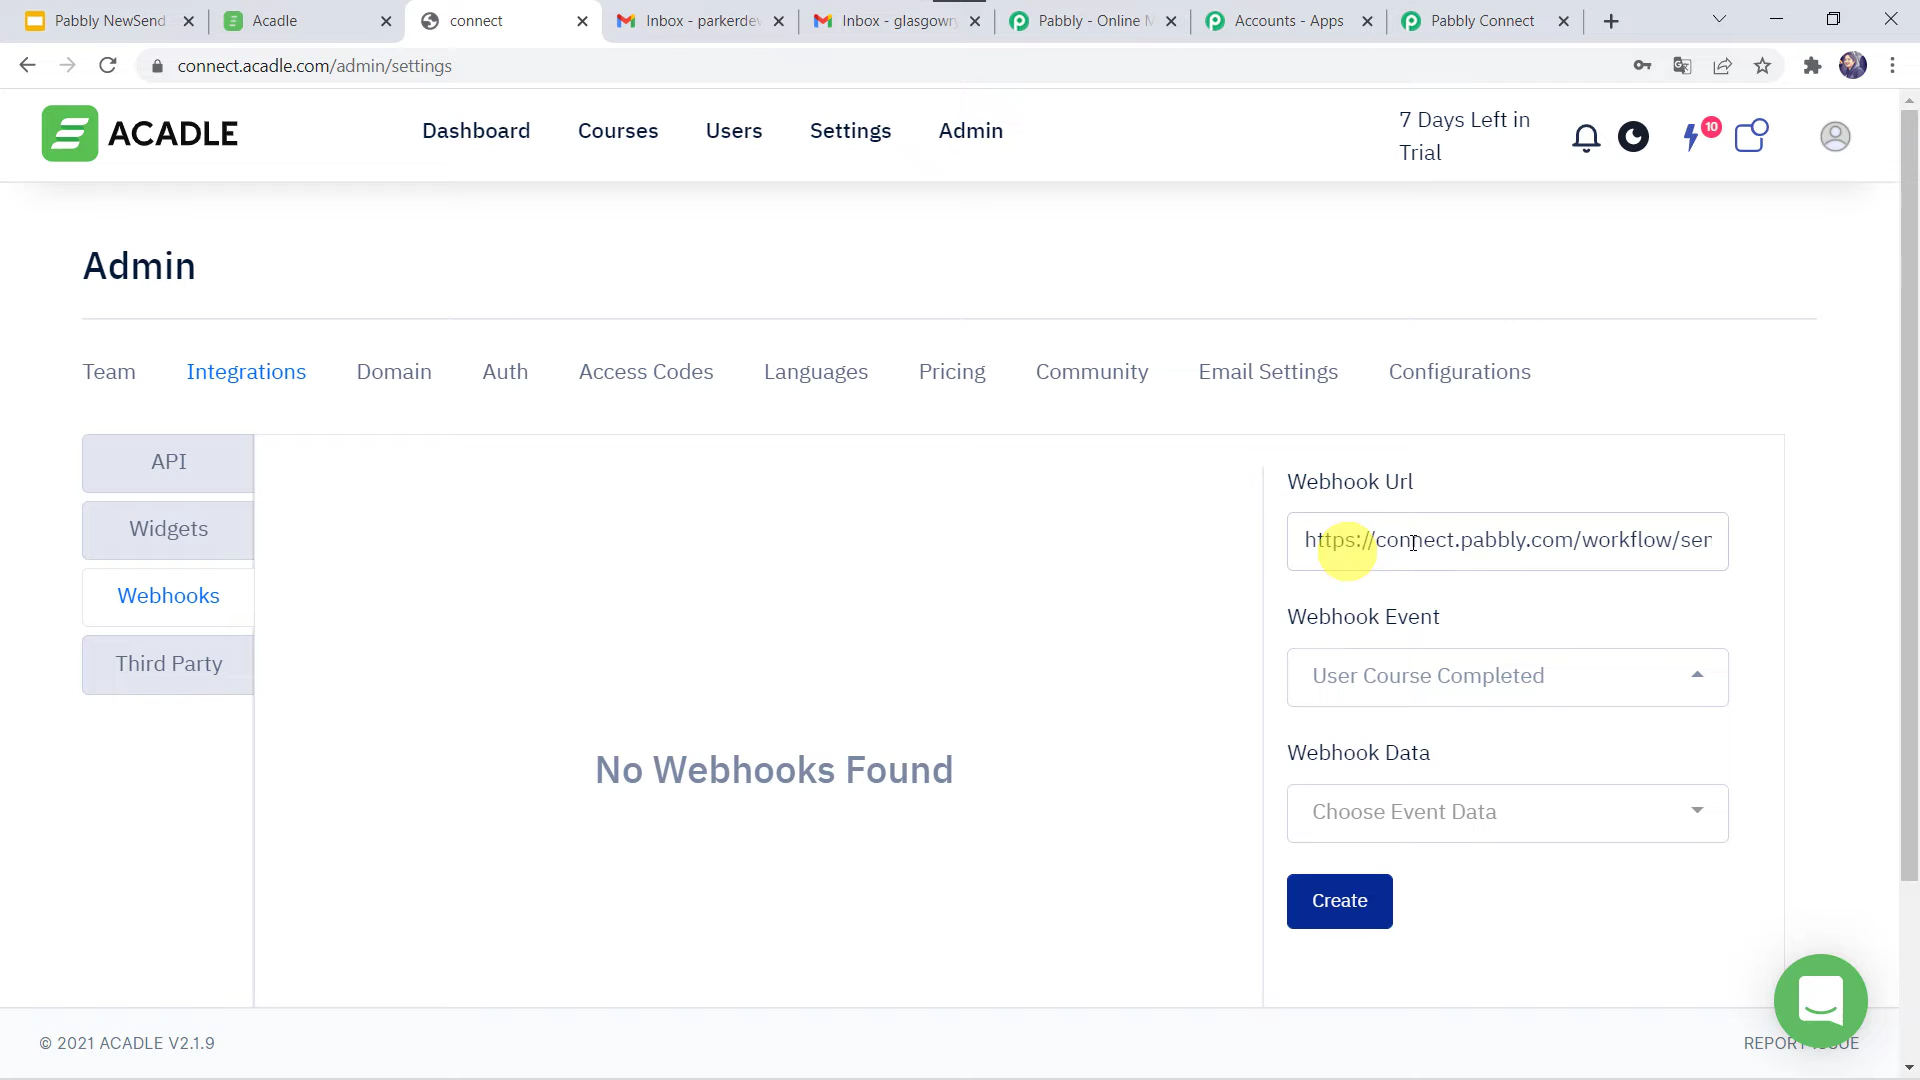 Pabbly NewSend
Acadle
connect
Inbox - parkerdev
Inbox - glasgowry
Pabbly - Online M
Accounts - Apps
Pabbly Connect
connect.acadle.com/admin/settings
ACADLE
Dashboard
Courses
Users
Settings
Admin
7 Days Left in
Trial
10
Admin
Team
Integrations
Domain
Auth
Access Codes
Languages
Pricing
Community
Email Settings
Configurations
API
Widgets
Webhooks
Third Party
No Webhooks Found
Webhook Url
https://connect.pabbly.com/workflow/sen
Webhook Event
User Course Completed
Webhook Data
Choose Event Data
Create
© 2021 ACADLE V2.1.9
REPORT ISSUE